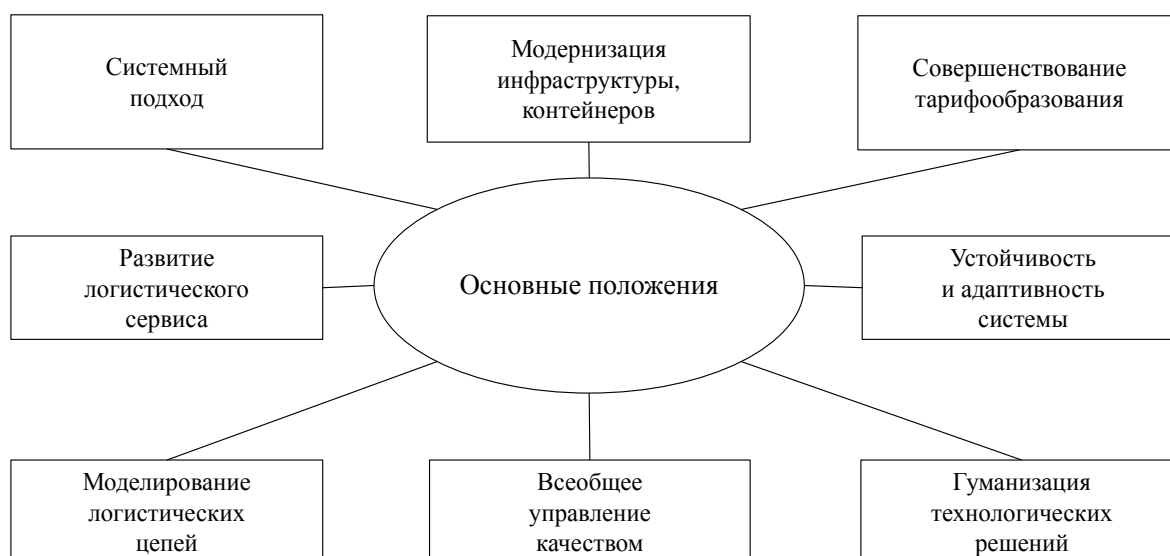 Системный
подход
Модернизация
инфраструктуры,
контейнеров
Совершенствование
тарифообразования
Развитие
логистического
сервиса
Основные положения
Устойчивость
и адаптивность
системы
Моделирование
логистических
цепей
Всеобщее
управление
качеством
Гуманизация
технологических
решений